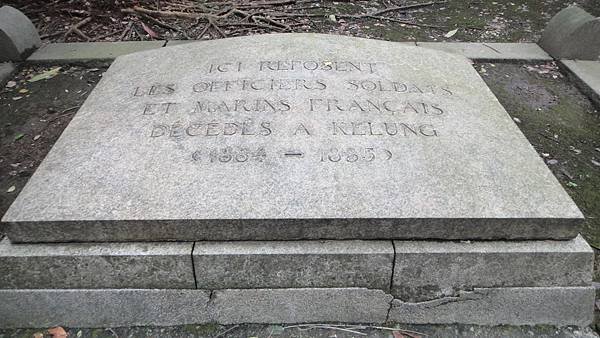 ICI REPOSENT
LES OFFICIERS SOLDATS
ET MARINS FRANÇAIS
DÉCÉDÉS A KELUNG
(1884 — 1885)